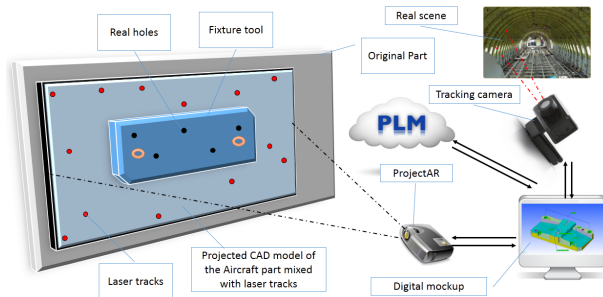 Real holes
Fixture tool
Original Part
Real scene
Tracking camera
PLM
ProjectAR
Laser tracks
Projected CAD model of
the Aircraft part mixed
with laser tracks
Digital mockup